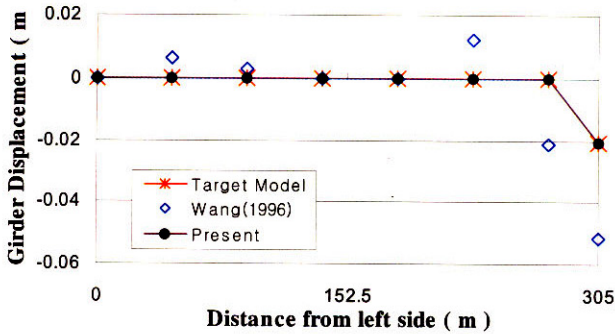 Girder Displacement ( m
0.02
0
-0.02
-0.04
-0.06
Target Model
Wang(1996)
Present
0
152.5
305
Distance from left side ( m )